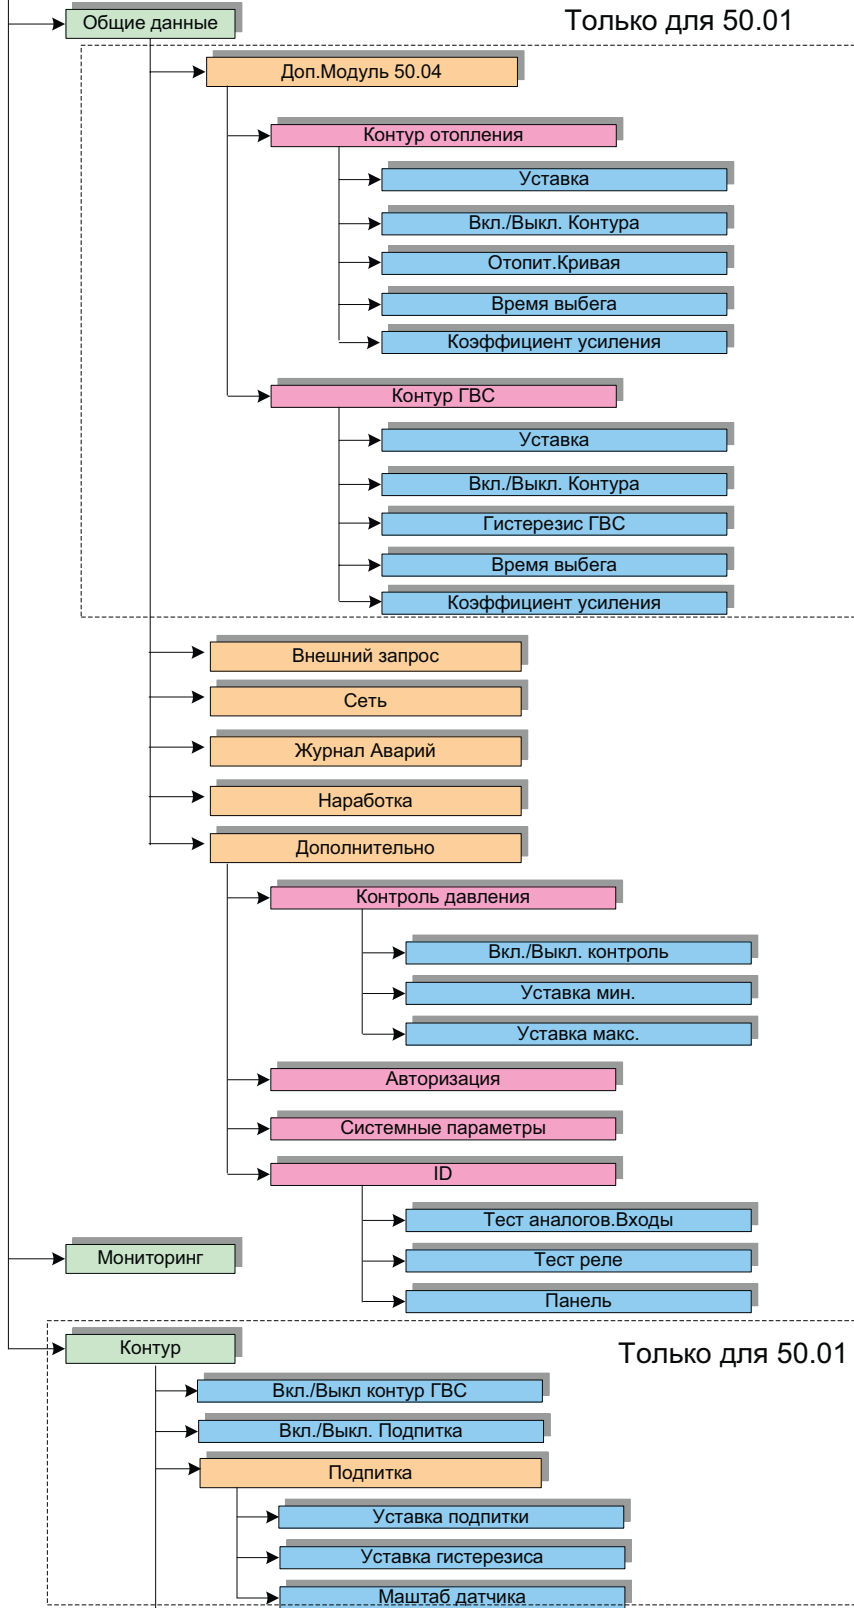 Общие данные
Только для 50.01
Доп.Модуль 50.04
Контур отопления
Уставка
Вкл./Выкл. Контура
Отопит.Кривая
Время выбега
Коэффициент усиления
Контур ГВС
Уставка
Вкл./Выкл. Контура
Гистерезис ГВС
Время выбега
Коэффициент усиления
Внешний запрос
Сеть
Журнал Аварий
Наработка
Дополнительно
Контроль давления
Вкл./Выкл. контроль
Уставка мин.
Уставка макс.
Авторизация
Системные параметры
ID
Тест аналогов.Входы
Мониторинг
Тест реле
Панель
Контур
Только для 50.01
Вкл./Выкл контур ГВС
Вкл./Выкл. Подпитка
Подпитка
Уставка подпитки
Уставка гистерезиса
Маштаб датчика